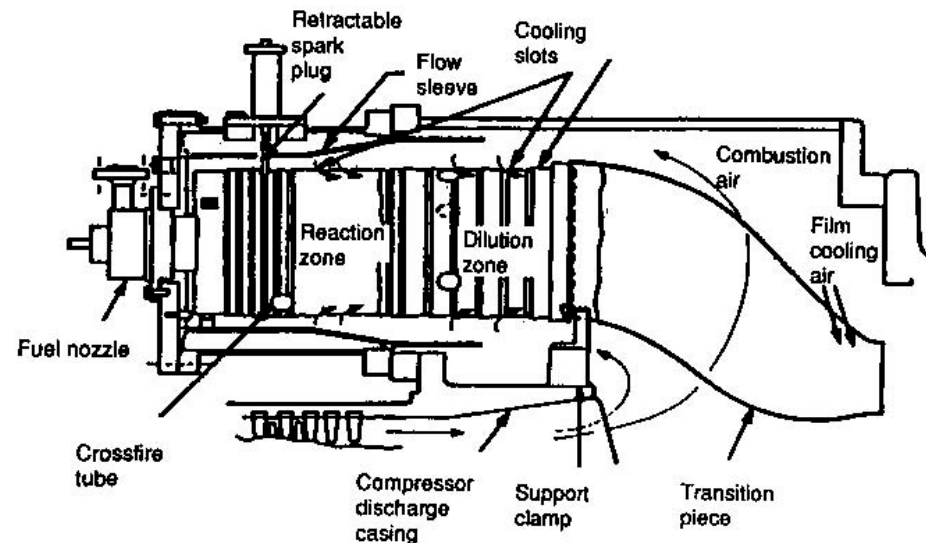 Retractable
spark
plug
Flow
sleeve
Cooling
slots
Combustion
air
Film
cooling
air
Reaction
zone
Dilution
zone
Fuel nozzle
Crossfire
tube
Compressor
discharge
casing
Support
clamp
Transition
piece